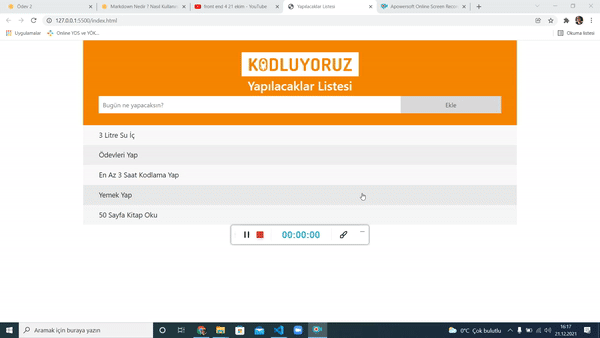 Ödev 2
Markdown Nedir ? Nasıl Kullanı
front end 4.21 ekim - YouTube
Yapılacaklar Listesi
Apowersoft Online Screen Recor
127.0.0.1:5500/index.html
Uygulamalar
Online YDS ve YÖK...
Okuma listesi
KODLUYORUZ
Yapılacaklar Listesi
Bugün ne yapacaksın?
Ekle
3 Litre Su İç
Ödevleri Yap
En Az 3 Saat Kodlama Yap
Yemek Yap
50 Sayfa Kitap Oku
00:00:00
Aramak için buraya yazın
0°C Çok bulutlu
16:17
21.12.2021